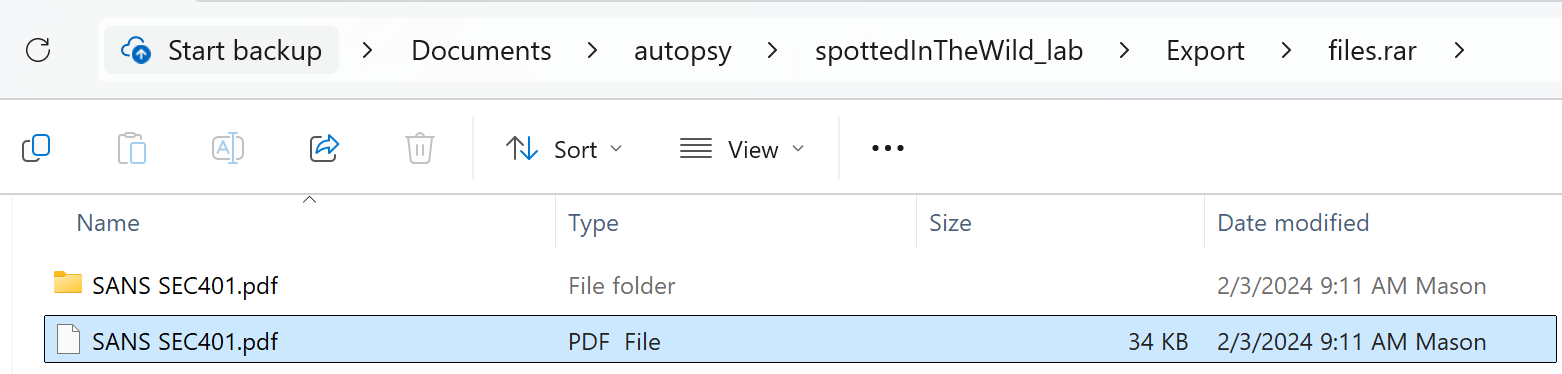 Start backup > Documents > autopsy > spottedInTheWild_lab > Export > files.rar >
A Sort View •••
Name Type Size Date modified
SANS SEC401.pdf File folder 2/3/2024 9:11 AM Mason
SANS SEC401.pdf PDF  File 34 KB 2/3/2024 9:11 AM Mason